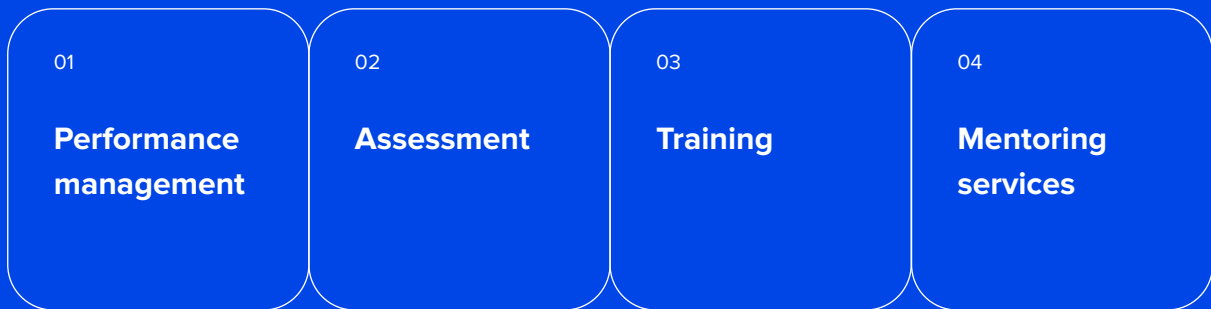 01
Performance
management
02
Assessment
03
Training
04
Mentoring
services